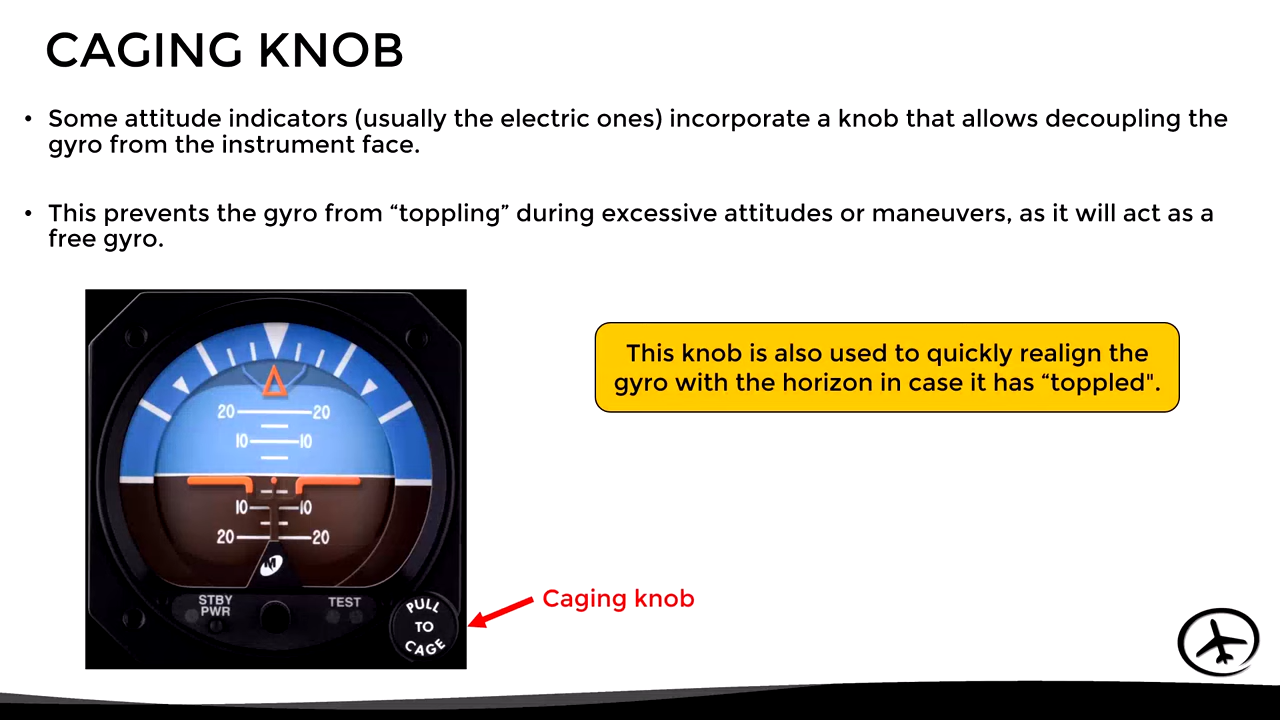 CAGING KNOB
• Some attitude indicators (usually the electric ones) incorporate a knob that allows decoupling the
gyro from the instrument face.
• This prevents the gyro from “toppling” during excessive attitudes or maneuvers, as it will act as a
free gyro.
This knob is also used to quickly realign the
gyro with the horizon in case it has “toppled".
20 20
10 10
10 10
20 20
M
STBY
PWR
TEST
PULL
TO
CAGE
Caging knob